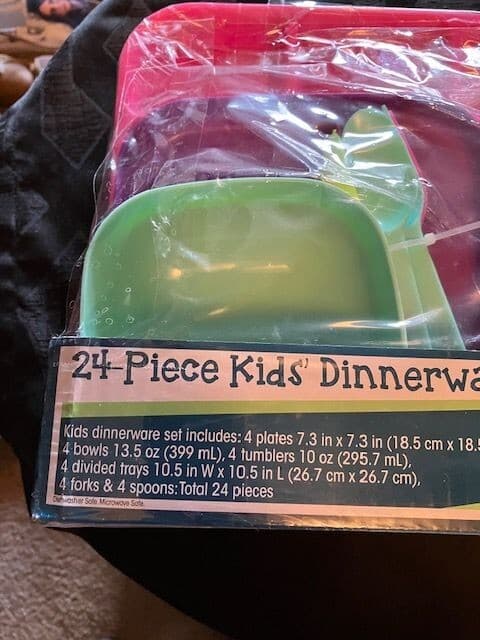 24-Piece Kids' Dinnerwa
Kids dinnerware set includes: 4 plates 7.3 in x 7.3 in (18.5 cm x 18.5
4 bowls 13.5 oz (399 mL), 4 tumblers 10 oz (295.7 mL),
4 divided trays 10.5 in W x 10.5 in L (26.7 cm x 26.7 cm),
4 forks & 4 spoons: Total 24 pieces
Dishwasher Safe. Microwave Safe.